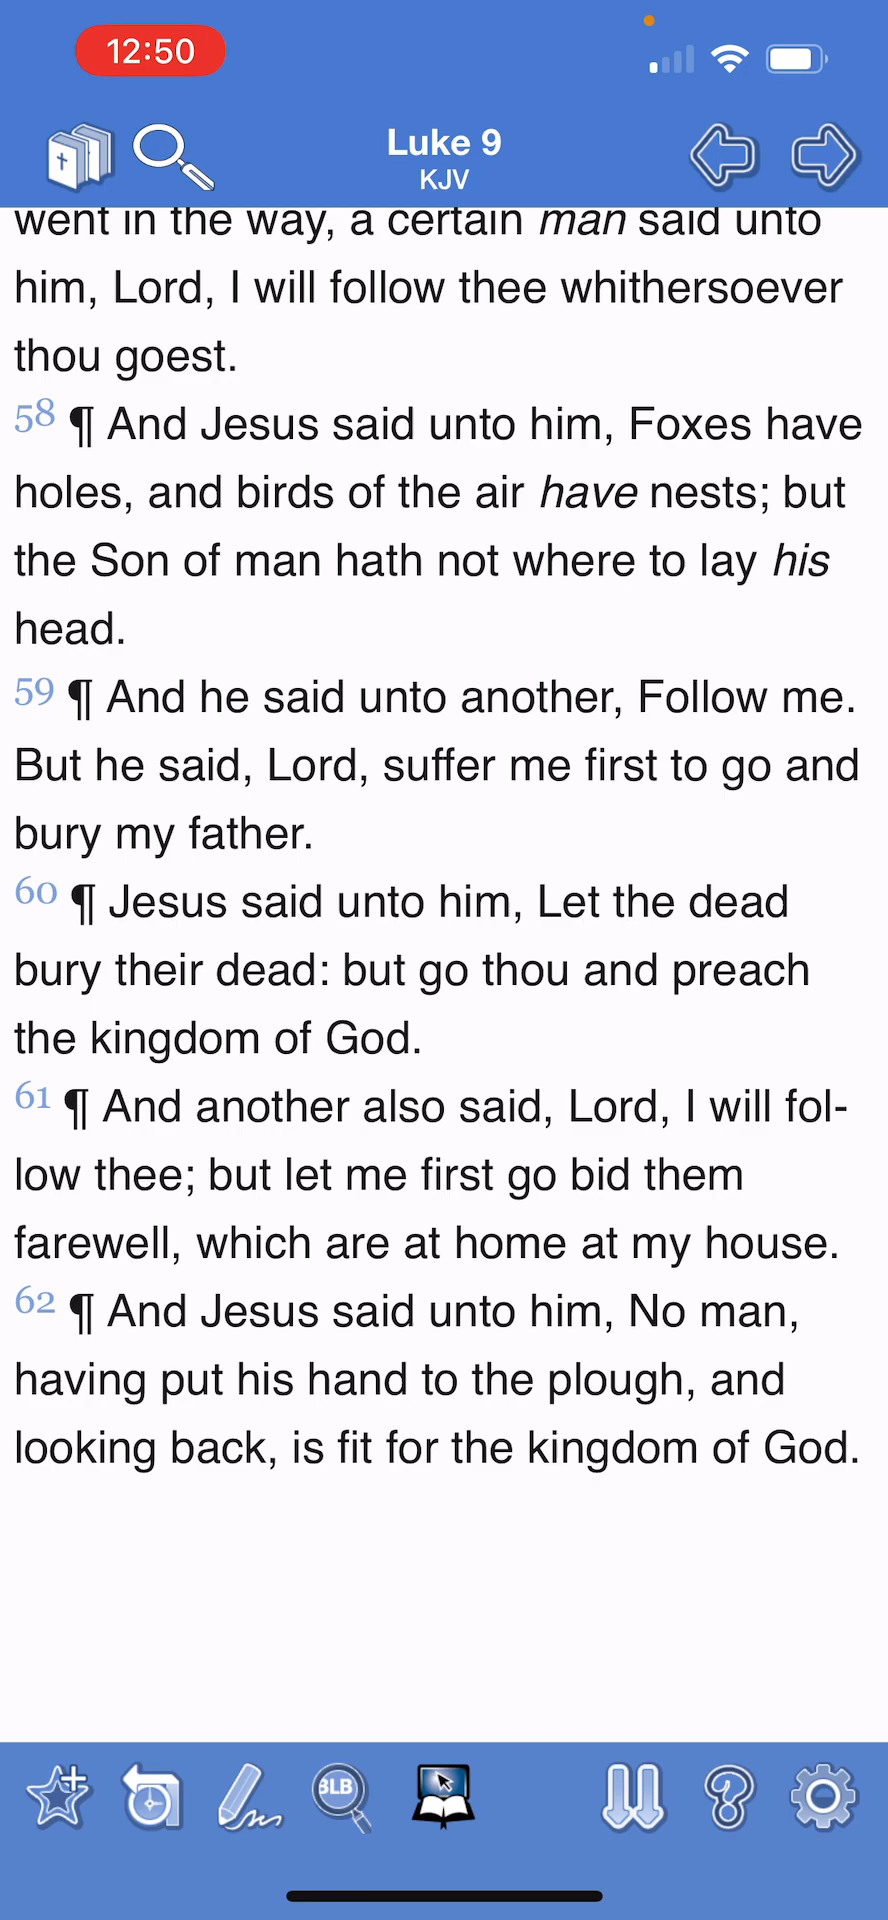 12:50
Luke 9
KJV
went in the way, a certain man said unto
him, Lord, I will follow thee whithersoever
thou goest.
58 ¶ And Jesus said unto him, Foxes have
holes, and birds of the air have nests; but
the Son of man hath not where to lay his
head.
59 ¶ And he said unto another, Follow me.
But he said, Lord, suffer me first to go and
bury my father.
60 ¶ Jesus said unto him, Let the dead
bury their dead: but go thou and preach
the kingdom of God.
61 ¶ And another also said, Lord, I will fol-
low thee; but let me first go bid them
farewell, which are at home at my house.
62 ¶ And Jesus said unto him, No man,
having put his hand to the plough, and
looking back, is fit for the kingdom of God.
BLB